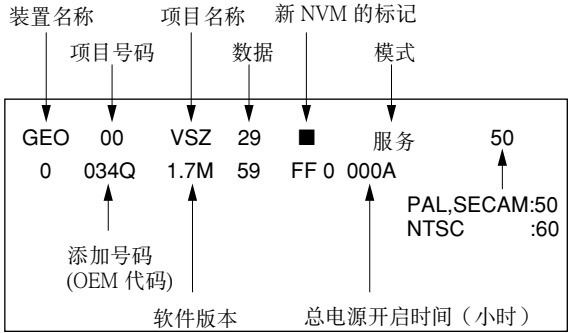 装置名称 项目名称 新 NVM 的标记
项目号码 数据 模式
GEO 00 VSZ 29 ■ 服务 50
0 034Q 1.7M 59 FF 0 000A
PAL,SECAM:50
NTSC :60
添加号码
(OEM 代码)
软件版本 总电源开启时间（小时）